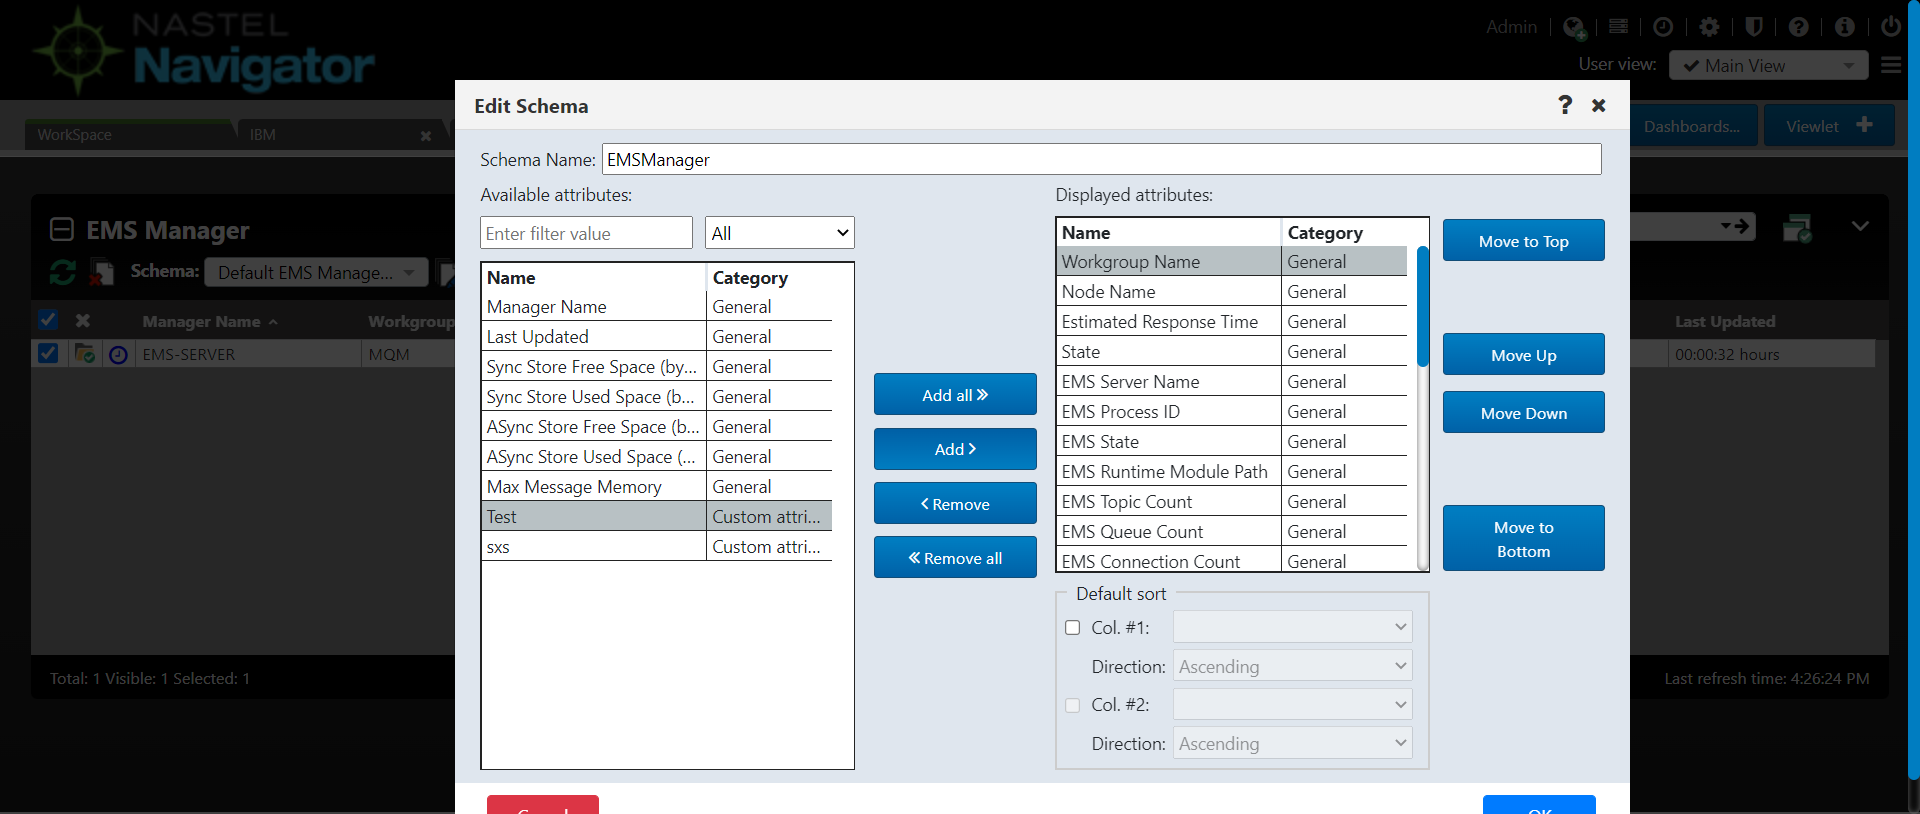 NASTEL
Navigator
Admin
User view:
Main View
WorkSpace
IBM
Dashboards...
Viewlet
EMS Manager
Schema:
Default EMS Manage...
Manager Name
Workgroup
Last Updated
EMS-SERVER
MQM
00:00:32 hours
Total: 1 Visible: 1 Selected: 1
Last refresh time: 4:26:24 PM
Edit Schema
Schema Name:
EMSManager
Available attributes:
Enter filter value
All
Name Category
Manager Name General
Last Updated General
Sync Store Free Space (by... General
Sync Store Used Space (b... General
ASync Store Free Space (b... General
ASync Store Used Space (... General
Max Message Memory General
Test Custom attri...
sxs Custom attri...
Add all
Add
Remove
Remove all
Displayed attributes:
Name Category
Workgroup Name General
Node Name General
Estimated Response Time General
State General
EMS Server Name General
EMS Process ID General
EMS State General
EMS Runtime Module Path General
EMS Topic Count General
EMS Queue Count General
EMS Connection Count General
Move to Top
Move Up
Move Down
Move to
Bottom
Default sort
Col. #1:
Direction: Ascending
Col. #2:
Direction: Ascending
OK